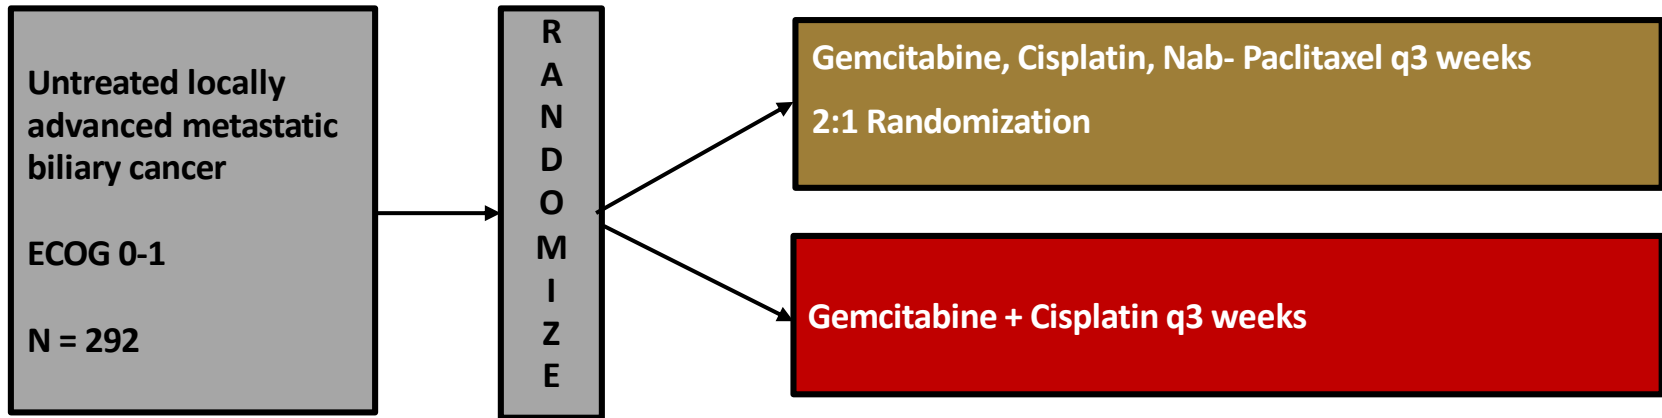 Untreated locally
advanced metastatic
biliary cancer
ECOG 0-1
N = 292
R
A
N
D
O
M
I
Z
E
Gemcitabine, Cisplatin, Nab- Paclitaxel q3 weeks
2:1 Randomization
Gemcitabine + Cisplatin q3 weeks